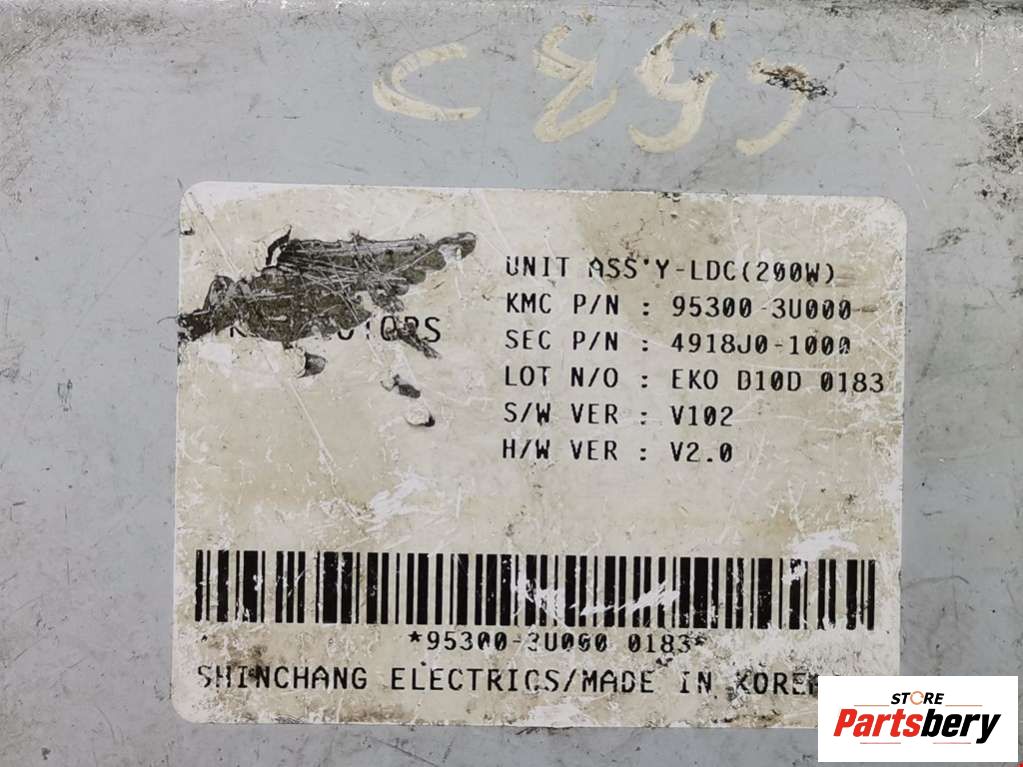 UNIT ASS'Y-LDC(200W)
KMC P/N : 95300-3U000
MOTORS
SEC P/N : 4918J0-1000
LOT N/O : EKO D10D 0183
S/W VER : V102
H/W VER : V2.0
*95300-3U000 0183*
SHINCHANG ELECTRICS/MADE IN KOREA
STORE
Partsbery